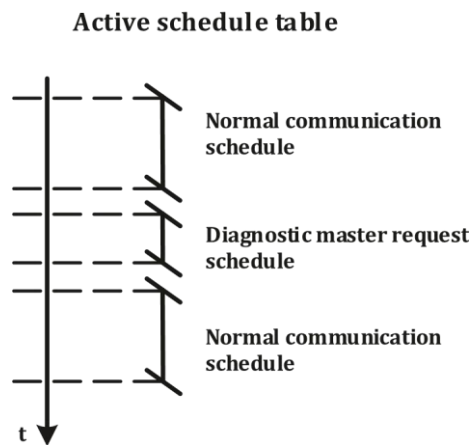 Active schedule table
Normal communication
schedule
Diagnostic master request
schedule
Normal communication
schedule
t